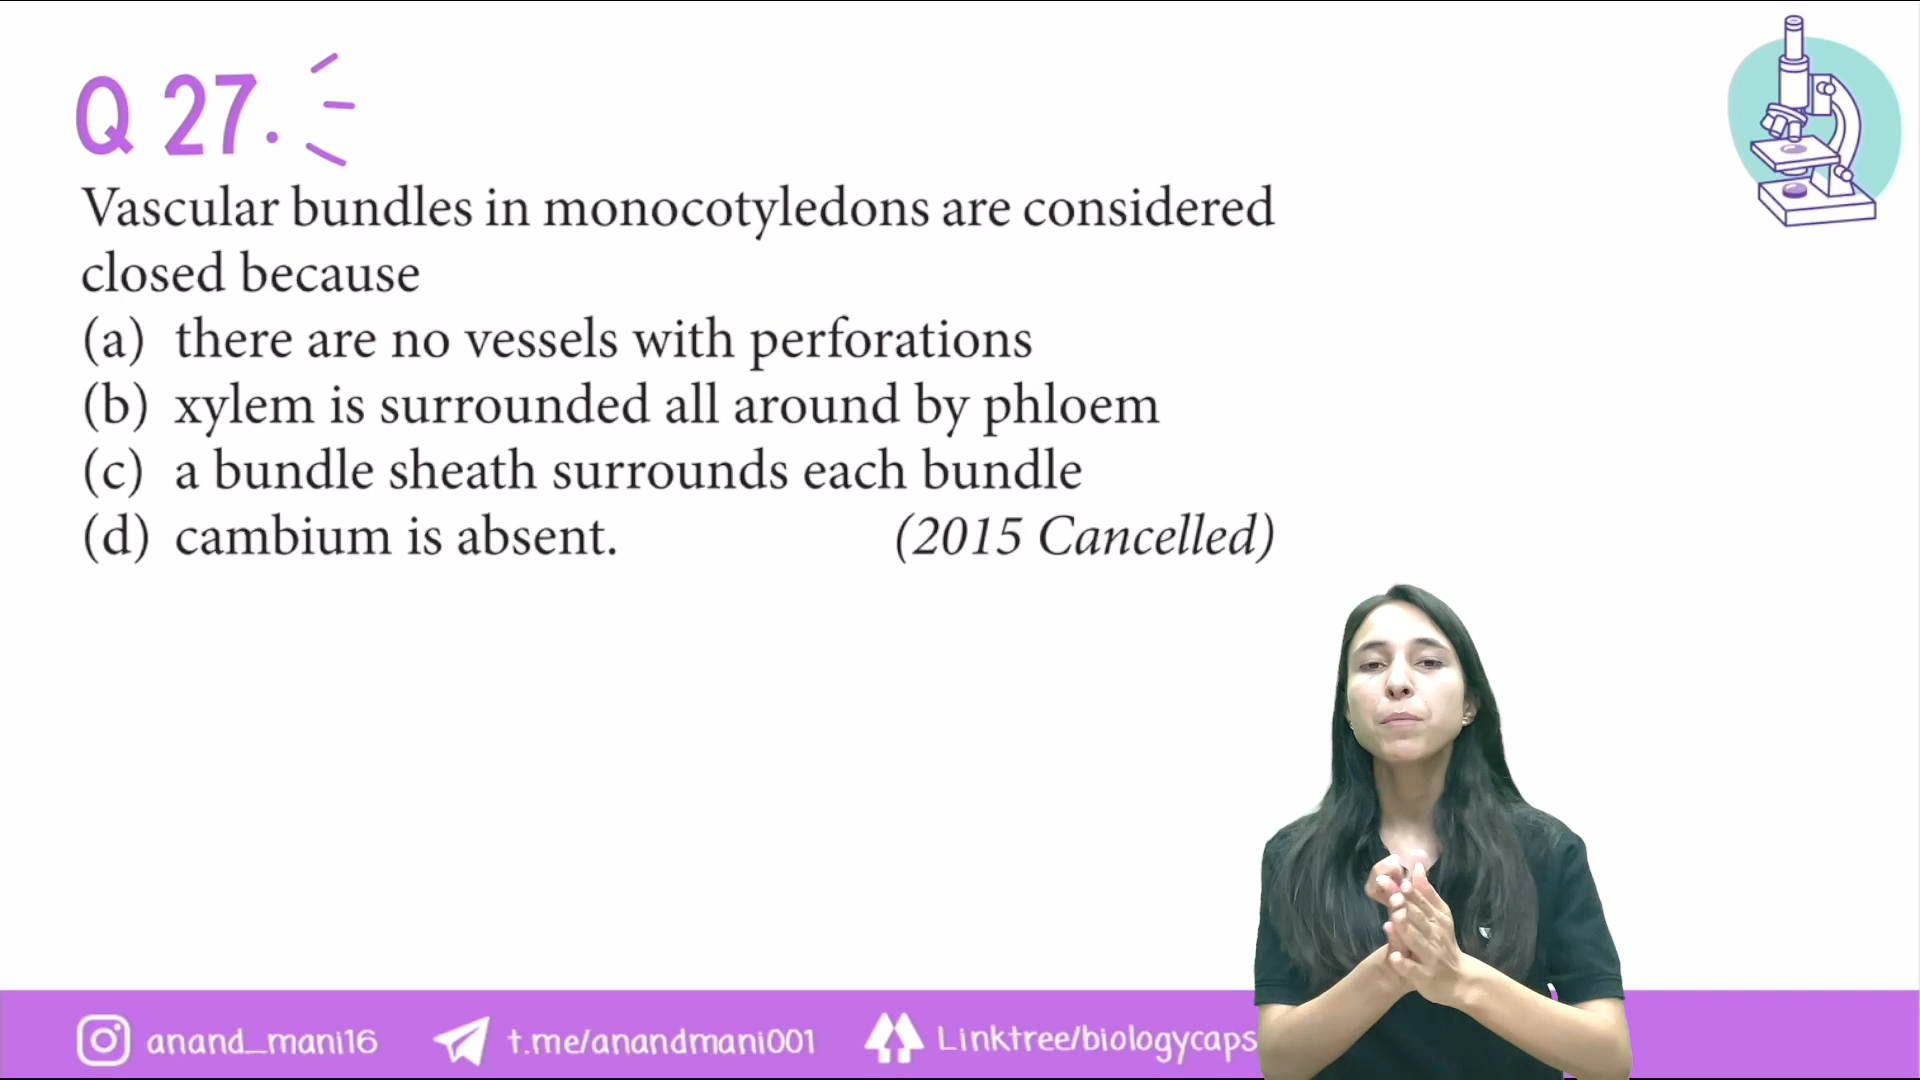 Q 27.
Vascular bundles in monocotyledons are considered
closed because
(a) there are no vessels with perforations
(b) xylem is surrounded all around by phloem
(c) a bundle sheath surrounds each bundle
(d) cambium is absent. (2015 Cancelled)
anand_mani16 t.me/anandmani001 Linktree/biologycaps